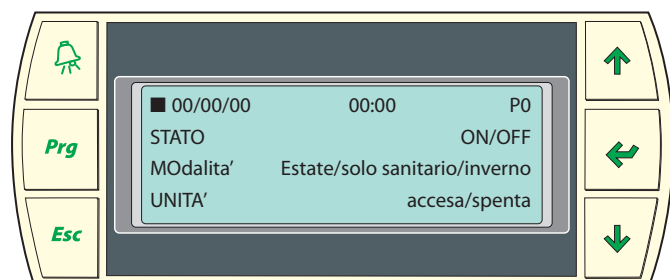 ■ 00/00/00 00:00 P0
STATO ON/OFF
MOdalita’ Estate/solo sanitario/inverno
UNITA’ accesa/spenta
Prg
Esc